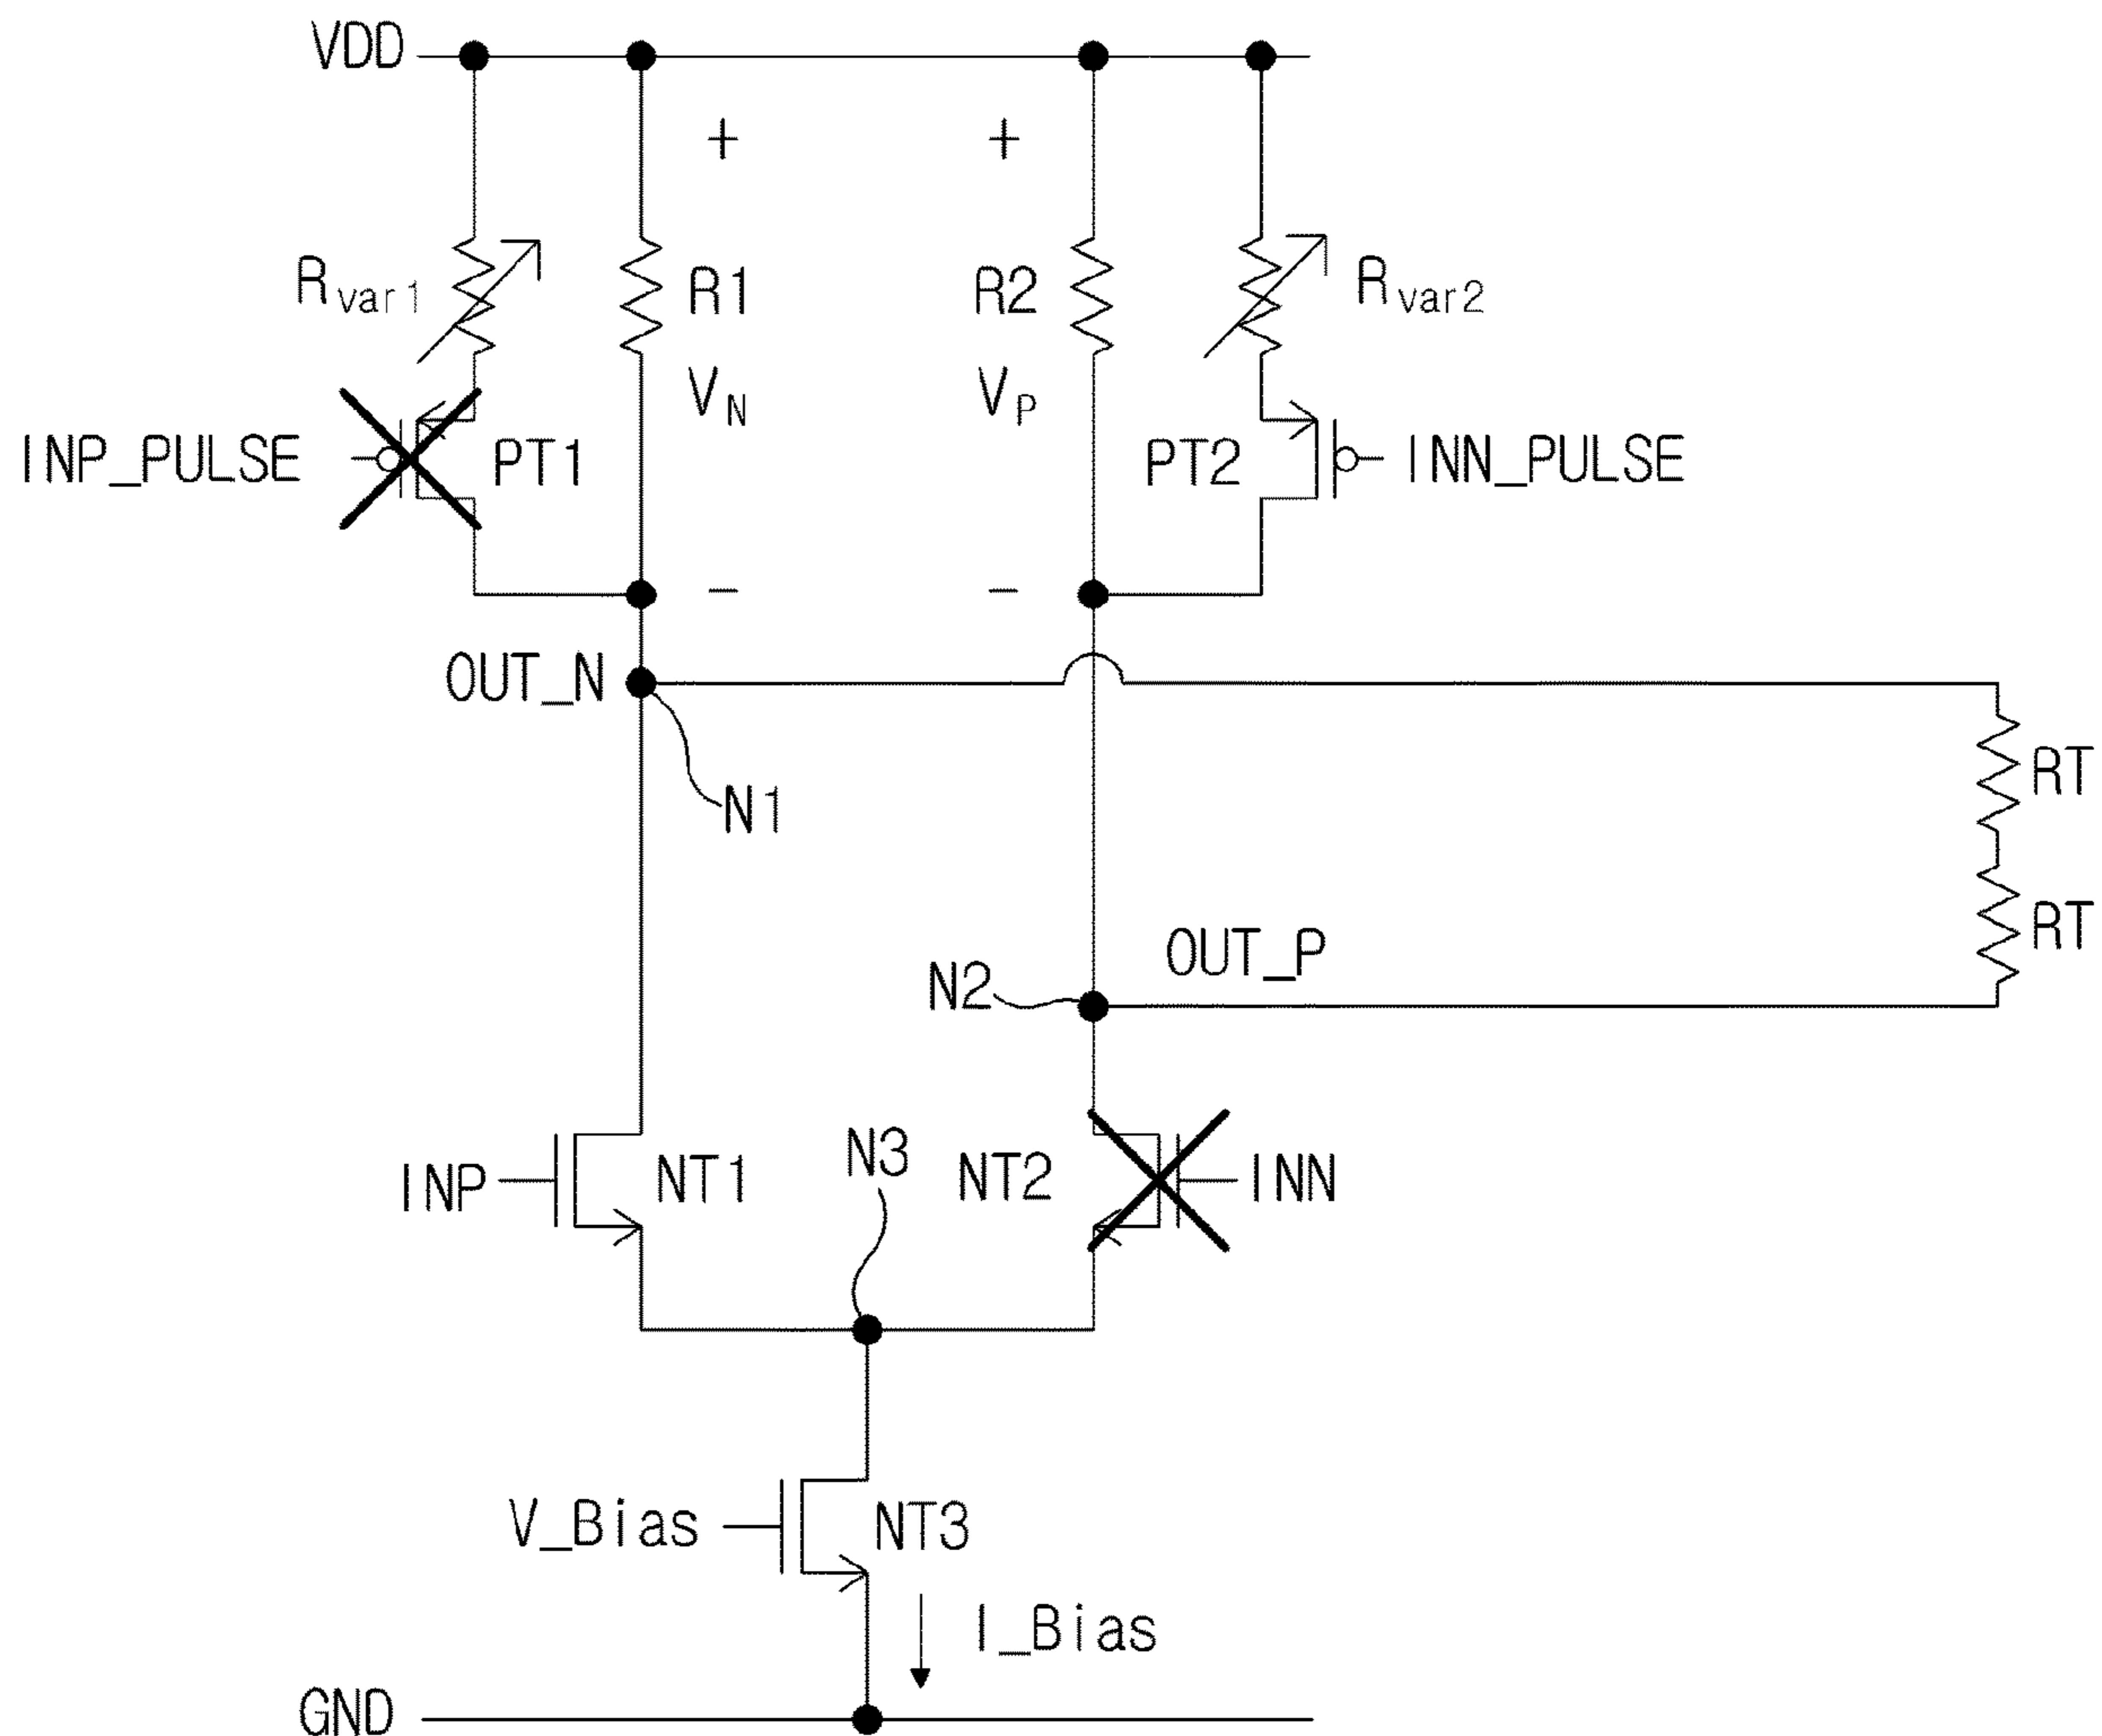 VDD
+ +
Rvar1 R1 R2 Rvar2
VN VP
INP_PULSE PT1 PT2 INN_PULSE
- -
OUT_N
N1
RT
RT
OUT_P
N2
INP NT1 N3 NT2 INN
V_Bias NT3
I_Bias
GND